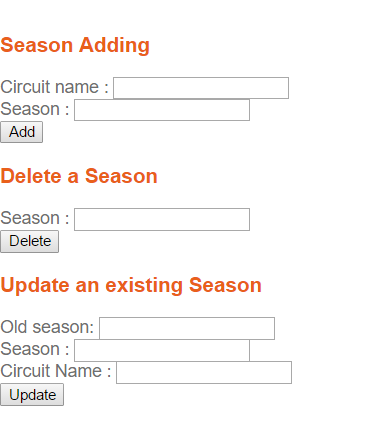 Season Adding
Circuit name :
Season :
Add
Delete a Season
Season :
Delete
Update an existing Season
Old season:
Season :
Circuit Name :
Update